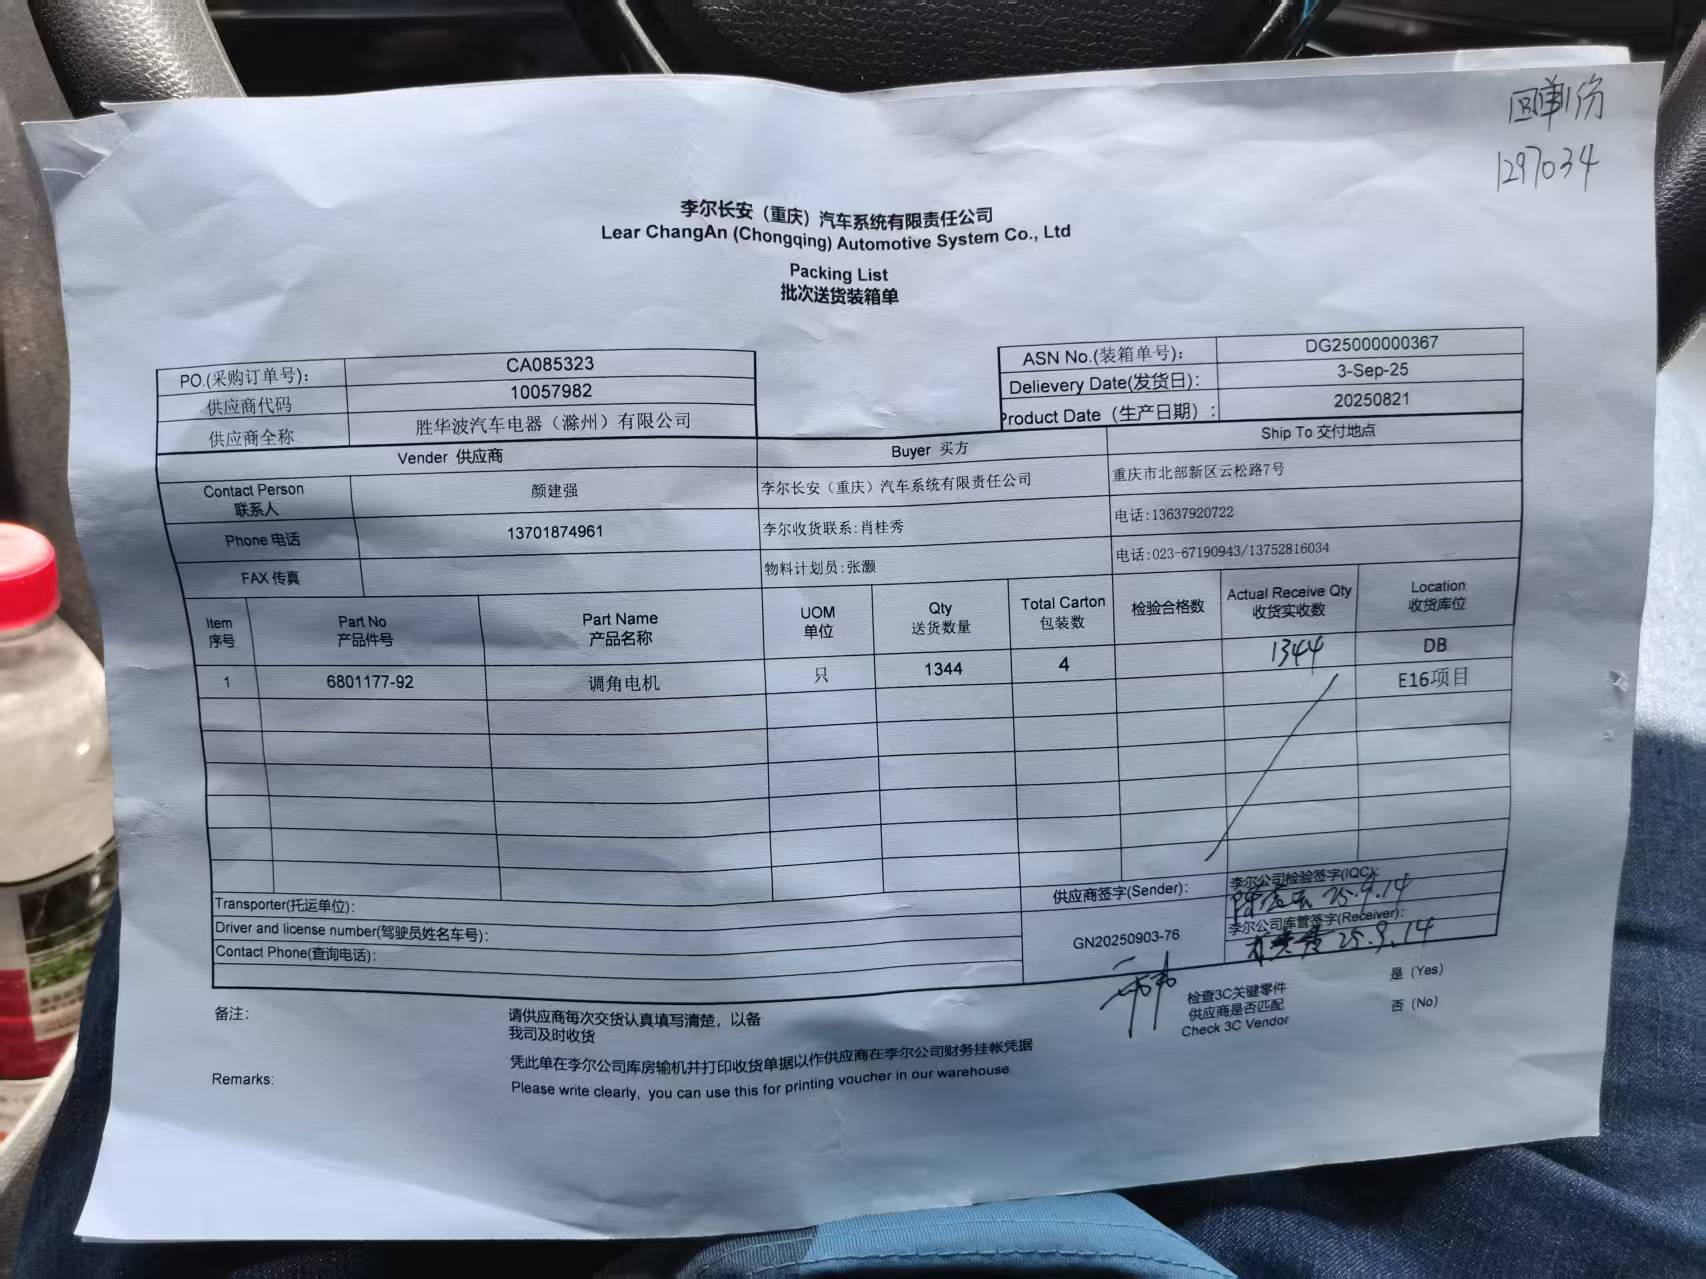 回单1份
1297034
李尔长安（重庆）汽车系统有限责任公司
Lear ChangAn (Chongqing) Automotive System Co., Ltd
Packing List
批次送货装箱单
PO.(采购订单号)： CA085323
供应商代码 10057982
供应商全称 胜华波汽车电器（滁州）有限公司
ASN No.(装箱单号)： DG25000000367
Delievery Date(发货日)： 3-Sep-25
Product Date（生产日期）： 20250821
Vender 供应商 Buyer 买方 Ship To 交付地点
Contact Person 联系人 颜建强 李尔长安（重庆）汽车系统有限责任公司 重庆市北部新区云松路7号
Phone 电话 13701874961 李尔收货联系:肖桂秀 电话:13637920722
FAX 传真 物料计划员:张灏 电话:023-67190943/13752816034
Item Part No Part Name UOM Qty Total Carton 检验合格数 Actual Receive Qty Location
序号 产品件号 产品名称 单位 送货数量 包装数 收货实收数 收货库位
1 6801177-92 调角电机 只 1344 4 1344 DB
E16项目
Transporter(托运单位)：
Driver and license number(驾驶员姓名车号)：
Contact Phone(查询电话)：
供应商签字(Sender)：
GN20250903-76
李尔公司检验签字(IQC)：
25.9.14
李尔公司库管签字(Receiver)：
25.9.14
检查3C关键零件
供应商是否匹配
Check 3C Vendor
是（Yes）
否（No）
备注：
请供应商每次交货认真填写清楚，以备
我司及时收货
凭此单在李尔公司库房输机并打印收货单据以作供应商在李尔公司财务挂帐凭据
Remarks:
Please write clearly, you can use this for printing voucher in our warehouse